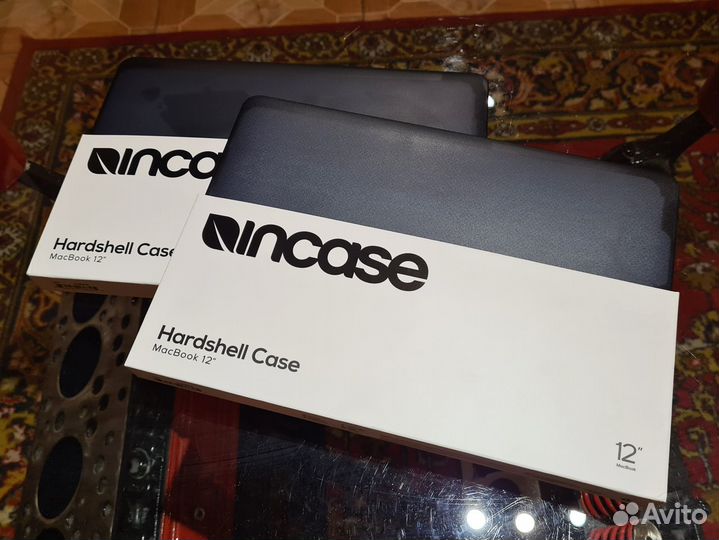 incase
Hardshell Case
MacBook 12"
incase
Hardshell Case
MacBook 12"
12"
MacBook
Avito